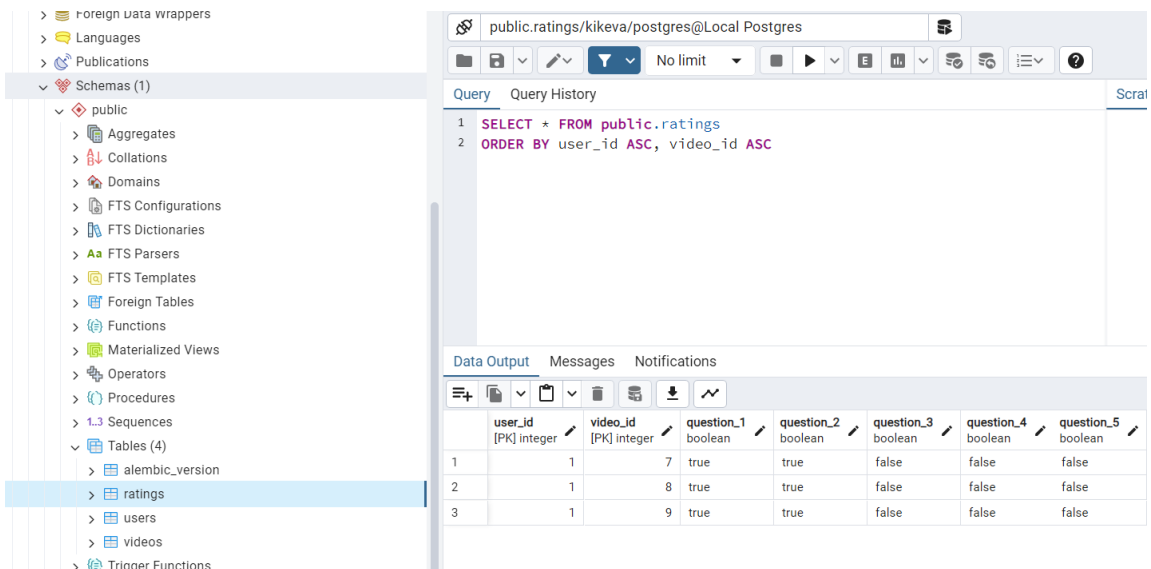 Foreign Data Wrappers
Languages
Publications
Schemas (1)
public
Aggregates
Collations
Domains
FTS Configurations
FTS Dictionaries
Aa FTS Parsers
FTS Templates
Foreign Tables
Functions
Materialized Views
Operators
Procedures
1..3 Sequences
Tables (4)
alembic_version
ratings
users
videos
Trigger Functions
public.ratings/kikeva/postgres@Local Postgres
No limit
E
Query Query History
Scrat
1 SELECT * FROM public.ratings
2 ORDER BY user_id ASC, video_id ASC
Data Output Messages Notifications
user_id video_id question_1 question_2 question_3 question_4 question_5
[PK] integer [PK] integer boolean boolean boolean boolean boolean
1 1 7 true true false false false
2 1 8 true true false false false
3 1 9 true true false false false